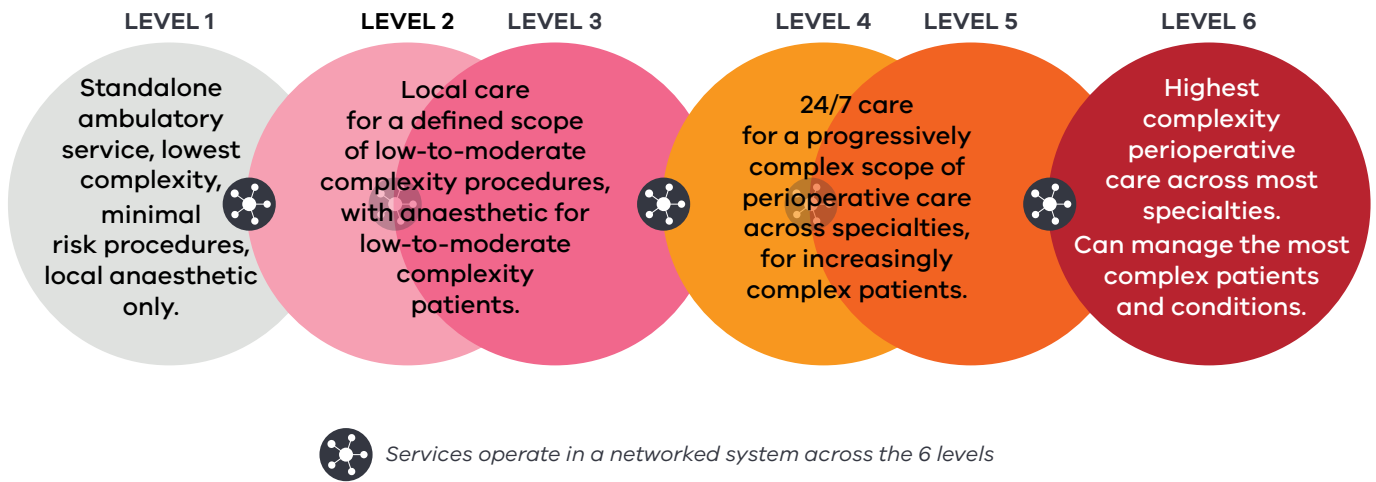 LEVEL 1
LEVEL 2
LEVEL 3
LEVEL 4
LEVEL 5
LEVEL 6
Standalone
ambulatory
service, lowest
complexity,
minimal
risk procedures,
local anaesthetic
only.
Local care
for a defined scope
of low-to-moderate
complexity procedures,
with anaesthetic for
low-to-moderate
complexity
patients.
24/7 care
for a progressively
complex scope of
perioperative care
across specialties,
for increasingly
complex patients.
Highest
complexity
perioperative
care across most
specialties.
Can manage the most
complex patients
and conditions.
Services operate in a networked system across the 6 levels